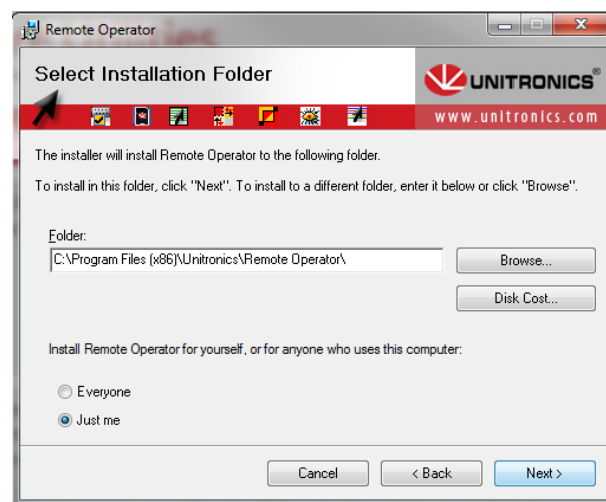 Remote Operator
Select Installation Folder
UNITRONICS®
www.unitronics.com
The installer will install Remote Operator to the following folder.
To install in this folder, click "Next". To install to a different folder, enter it below or click "Browse".
Folder:
C:\Program Files (x86)\Unitronics\Remote Operator\
Browse...
Disk Cost...
Install Remote Operator for yourself, or for anyone who uses this computer:
Everyone
Just me
Cancel
< Back
Next >